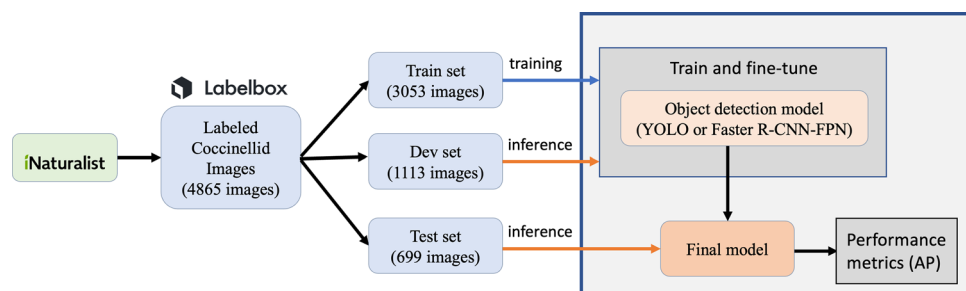 iNaturalist
Labelbox
Labeled
Coccinellid
Images
(4865 images)
Train set
(3053 images)
Dev set
(1113 images)
Test set
(699 images)
training
inference
inference
Train and fine-tune
Object detection model
(YOLO or Faster R-CNN-FPN)
Final model
Performance
metrics (AP)